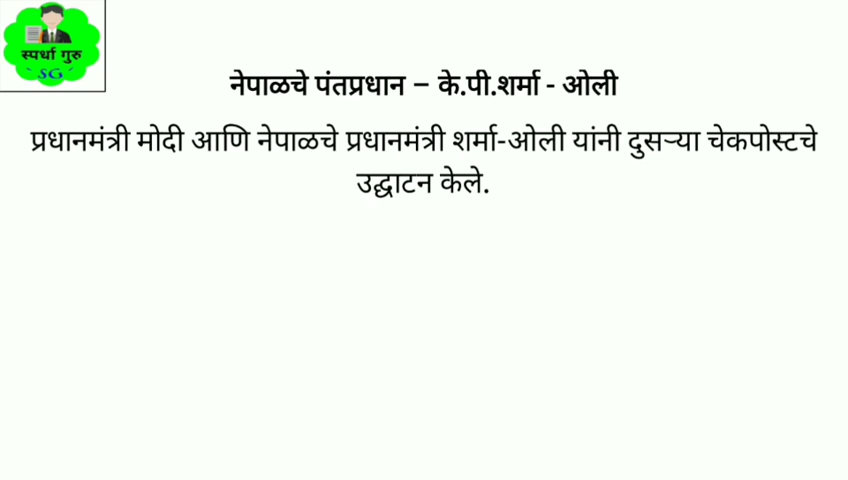 स्पर्धा गुरु
` SG ´
नेपाळचे पंतप्रधान – के.पी.शर्मा - ओली
प्रधानमंत्री मोदी आणि नेपाळचे प्रधानमंत्री शर्मा-ओली यांनी दुसऱ्या चेकपोस्टचे
उद्घाटन केले.